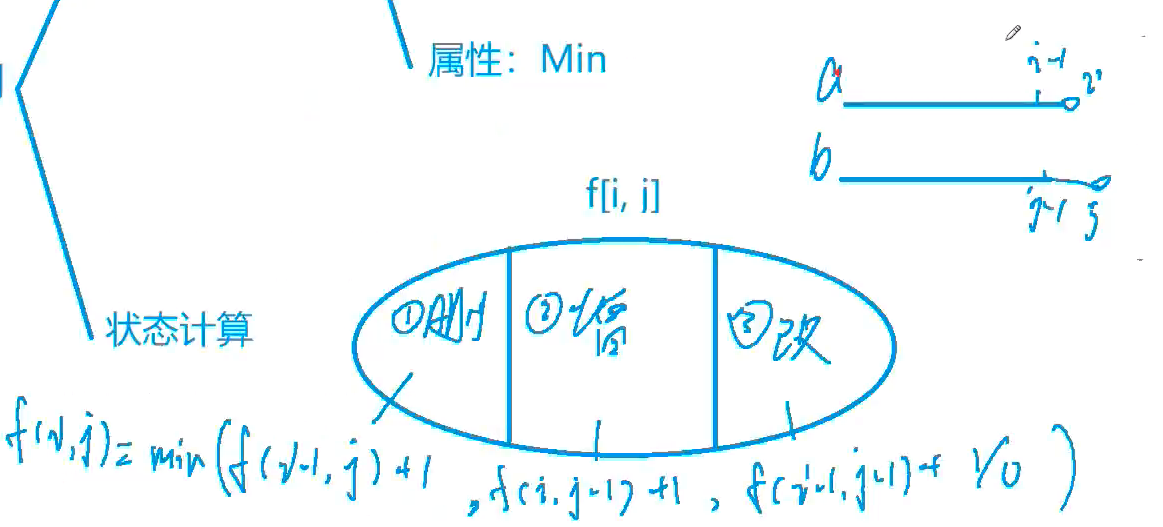 属性：Min
i-1
a i
b
j-1 j
f[i, j]
①删 ②增 ③改
状态计算
f(i,j)= min(f(i-1, j)+1 , f(i, j-1)+1 , f(i-1, j-1)+ 1/0 )